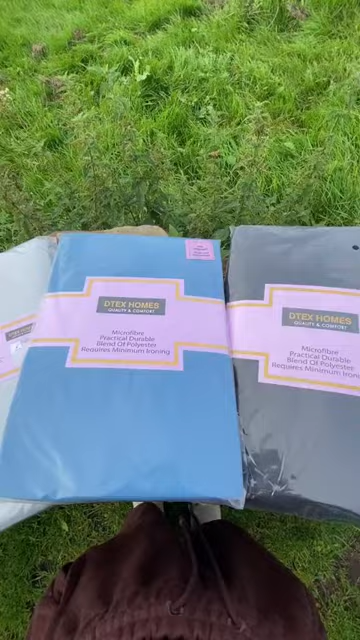 DTEX HOMES
QUALITY & COMFORT
Microfibre
Practical Durable
Blend Of Polyester
Requires Minimum Ironing
DTEX HOMES
QUALITY & COMFORT
Microfibre
Practical Durable
Blend Of Polyester
Requires Minimum Ironi